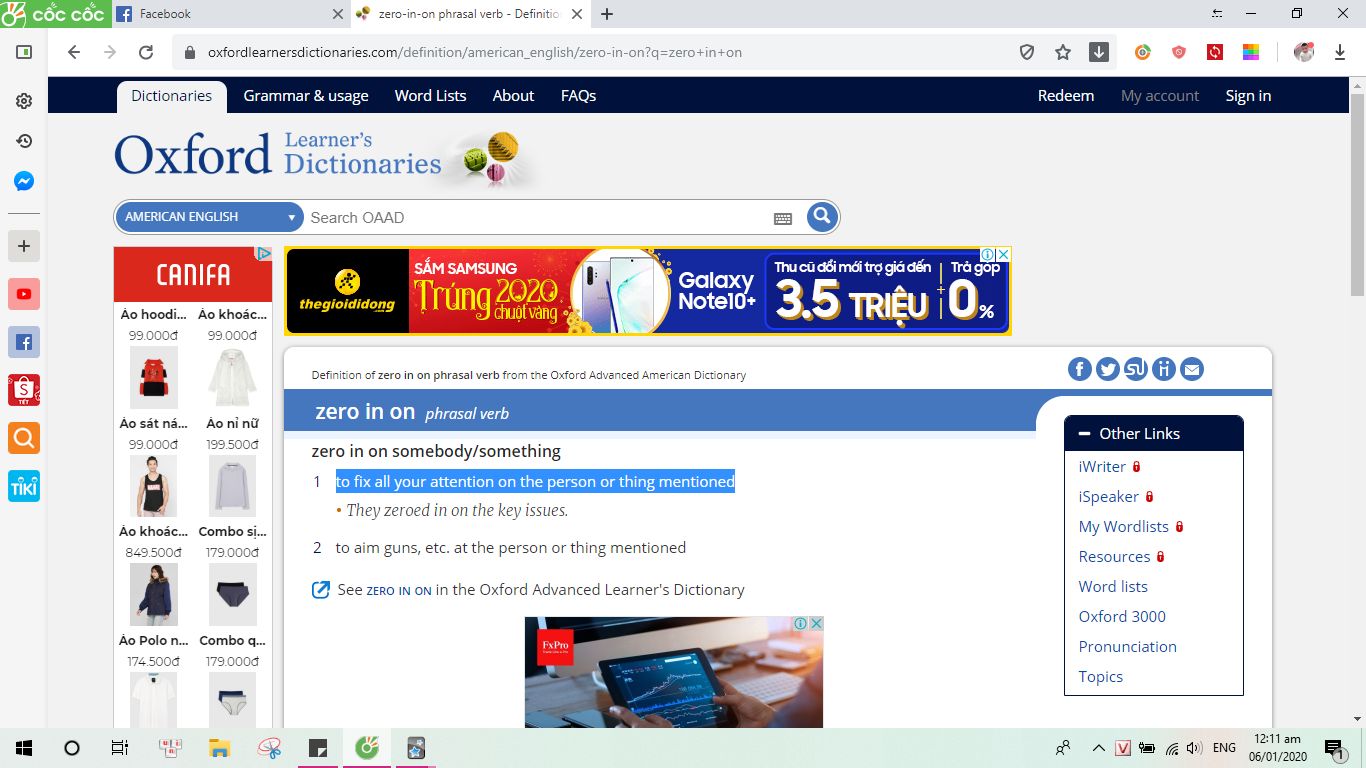 cốc cốc
Facebook
zero-in-on phrasal verb - Definitio
oxfordlearnersdictionaries.com/definition/american_english/zero-in-on?q=zero+in+on
Dictionaries
Grammar & usage
Word Lists
About
FAQs
Redeem
My account
Sign in
Oxford Learner's Dictionaries
AMERICAN ENGLISH
Search OAAD
CANIFA
Áo hoodi...
Áo khoác...
99.000đ
99.000đ
Áo sát ná...
Áo nỉ nữ
99.000đ
199.500đ
Áo khoác...
Combo sị...
849.500đ
179.000đ
Áo Polo n...
Combo q...
174.500đ
179.000đ
thegioididong.com
SẮM SAMSUNG
Trúng 2020
chuột vàng
Galaxy
Note10+
Thu cũ đổi mới trợ giá đến
3.5 TRIỆU
+
Trả góp
0%
Definition of zero in on phrasal verb from the Oxford Advanced American Dictionary
zero in on phrasal verb
zero in on somebody/something
1 to fix all your attention on the person or thing mentioned
• They zeroed in on the key issues.
2 to aim guns, etc. at the person or thing mentioned
See ZERO IN ON in the Oxford Advanced Learner's Dictionary
FxPro
Other Links
iWriter
iSpeaker
My Wordlists
Resources
Word lists
Oxford 3000
Pronunciation
Topics
TẾT
TIKI
ENG
12:11 am
06/01/2020
1